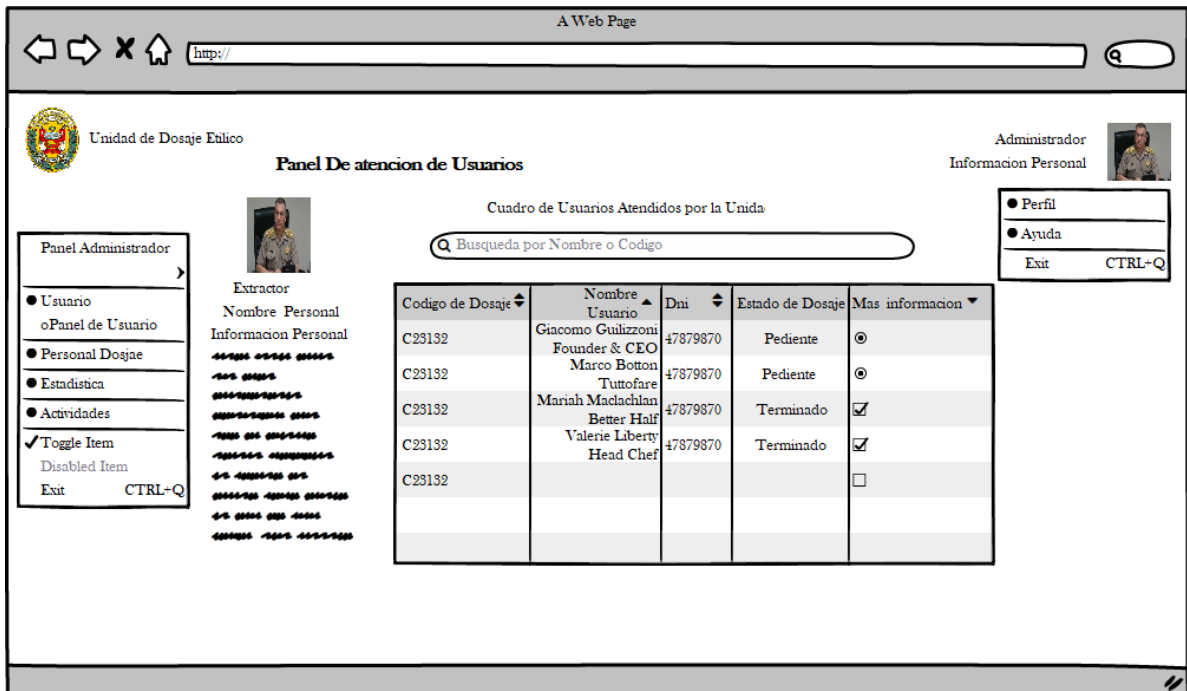 A Web Page
http://
Unidad de Dosaje Etilico
Panel De atencion de Usuarios
Administrador
Informacion Personal
Perfil
Ayuda
Exit CTRL+Q
Panel Administrador
Usuario
oPanel de Usuario
Personal Dosjae
Estadistica
Actividades
Toggle Item
Disabled Item
Exit CTRL+Q
Extractor
Nombre Personal
Informacion Personal
Cuadro de Usuarios Atendidos por la Unida
Busqueda por Nombre o Codigo
Codigo de Dosaje Nombre Usuario Dni Estado de Dosaje Más informacion
C23132 Giacomo Guilizzoni Founder & CEO 47879870 Pediente
C23132 Marco Botton Tuttofare 47879870 Pediente
C23132 Mariah Maclachlan Better Half 47879870 Terminado
C23132 Valerie Liberty Head Chef 47879870 Terminado
C23132